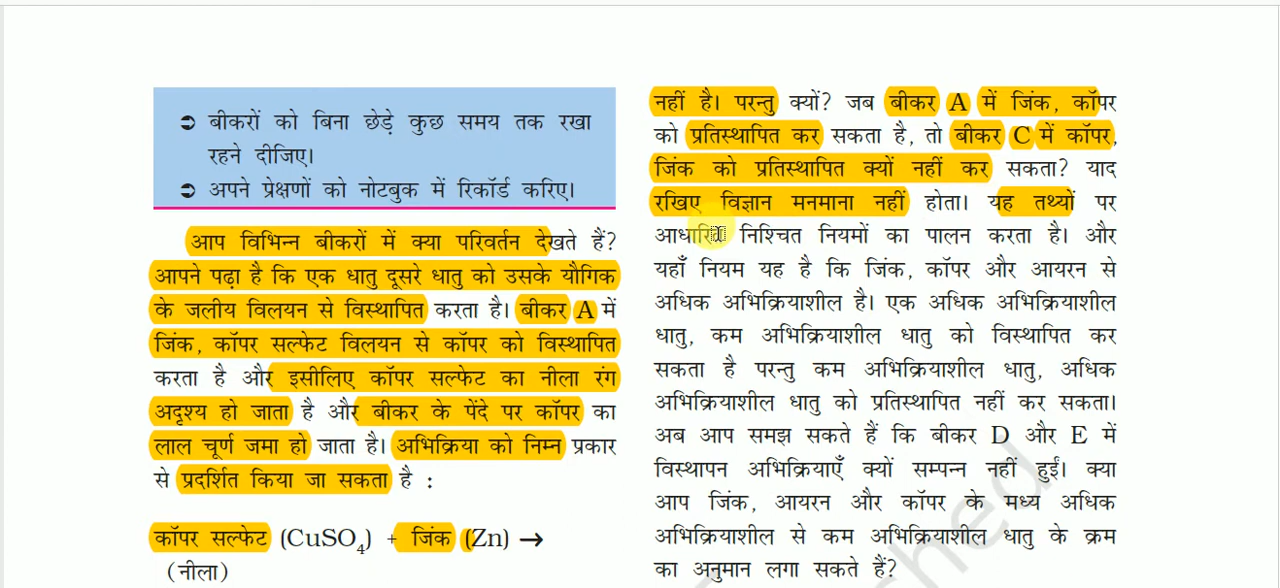 ➲ बीकरों को बिना छेड़े कुछ समय तक रखा
रहने दीजिए।
➲ अपने प्रेक्षणों को नोटबुक में रिकॉर्ड करिए।
आप विभिन्न बीकरों में क्या परिवर्तन देखते हैं?
आपने पढ़ा है कि एक धातु दूसरे धातु को उसके यौगिक
के जलीय विलयन से विस्थापित करता है। बीकर A में
जिंक, कॉपर सल्फेट विलयन से कॉपर को विस्थापित
करता है और इसीलिए कॉपर सल्फेट का नीला रंग
अदृश्य हो जाता है और बीकर के पेंदे पर कॉपर का
लाल चूर्ण जमा हो जाता है। अभिक्रिया को निम्न प्रकार
से प्रदर्शित किया जा सकता है :
कॉपर सल्फेट (CuSO₄) + जिंक (Zn) →
(नीला)
नहीं है। परन्तु क्यों? जब बीकर A में जिंक, कॉपर
को प्रतिस्थापित कर सकता है, तो बीकर C में कॉपर,
जिंक को प्रतिस्थापित क्यों नहीं कर सकता? याद
रखिए विज्ञान मनमाना नहीं होता। यह तथ्यों पर
आधारित निश्चित नियमों का पालन करता है। और
यहाँ नियम यह है कि जिंक, कॉपर और आयरन से
अधिक अभिक्रियाशील है। एक अधिक अभिक्रियाशील
धातु, कम अभिक्रियाशील धातु को विस्थापित कर
सकता है परन्तु कम अभिक्रियाशील धातु, अधिक
अभिक्रियाशील धातु को प्रतिस्थापित नहीं कर सकता।
अब आप समझ सकते हैं कि बीकर D और E में
विस्थापन अभिक्रियाएँ क्यों सम्पन्न नहीं हुईं। क्या
आप जिंक, आयरन और कॉपर के मध्य अधिक
अभिक्रियाशील से कम अभिक्रियाशील धातु के क्रम
का अनुमान लगा सकते हैं?